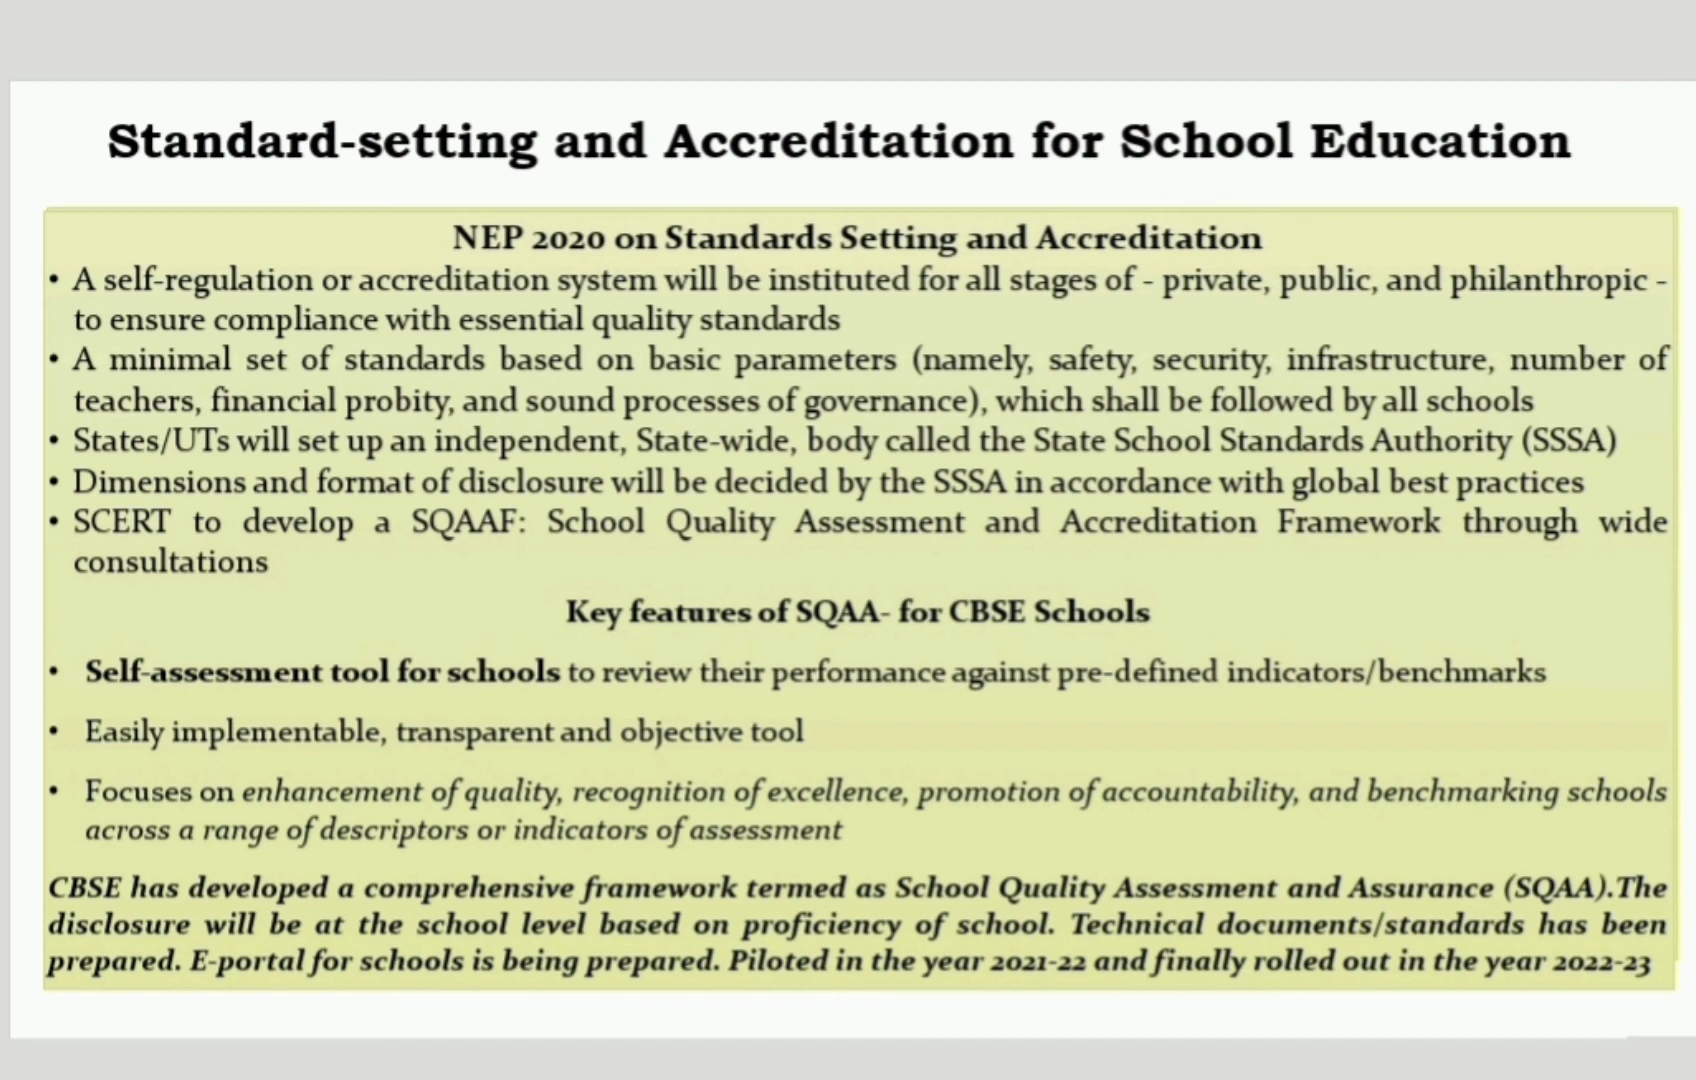 Standard-setting and Accreditation for School Education
NEP 2020 on Standards Setting and Accreditation
• A self-regulation or accreditation system will be instituted for all stages of - private, public, and philanthropic -
to ensure compliance with essential quality standards
• A minimal set of standards based on basic parameters (namely, safety, security, infrastructure, number of
teachers, financial probity, and sound processes of governance), which shall be followed by all schools
• States/UTs will set up an independent, State-wide, body called the State School Standards Authority (SSSA)
• Dimensions and format of disclosure will be decided by the SSSA in accordance with global best practices
• SCERT to develop a SQAAF: School Quality Assessment and Accreditation Framework through wide
consultations
Key features of SQAA- for CBSE Schools
• Self-assessment tool for schools to review their performance against pre-defined indicators/benchmarks
• Easily implementable, transparent and objective tool
• Focuses on enhancement of quality, recognition of excellence, promotion of accountability, and benchmarking schools
across a range of descriptors or indicators of assessment
CBSE has developed a comprehensive framework termed as School Quality Assessment and Assurance (SQAA).The
disclosure will be at the school level based on proficiency of school. Technical documents/standards has been
prepared. E-portal for schools is being prepared. Piloted in the year 2021-22 and finally rolled out in the year 2022-23